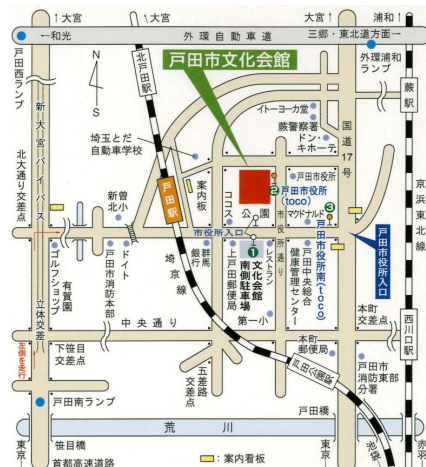 ↑大宮
↑大宮
大宮↑
浦和↑
←和光
外環自動車道
三郷・東北道方面→
戸田西ランプ
外環浦和ランプ
N
S
北戸田駅
戸田市文化会館
蕨駅
イトーヨーカ堂
蕨警察署
ドン・キホーテ
国道17号
新大宮バイパス
北大通り交差点
埼玉とだ自動車学校
戸田駅
案内板
ココス
公園
市役所通り
戸田市役所
2
戸田市役所(toco)
マクドナルド
3
京浜東北線
新曽北小
市役所入口
戸田市役所入口
ゴルフショップ
有賀園
ドイト
戸田市消防本部
埼京線
群馬銀行
上戸田郵便局
1
文化会館南側駐車場
レストラン
戸田中央総合健康管理センター
戸田市役所南(toco)
立体交差
中央通り
第一小
本町交差点
西川口駅
左側を走行
下笹目交差点
五差路交差点
本町郵便局
戸田公園駅
戸田市消防東部分署
戸田南ランプ
戸田橋
荒川
東京↓
笹目橋
首都高速道路
:案内看板
東京↓
池袋
赤羽